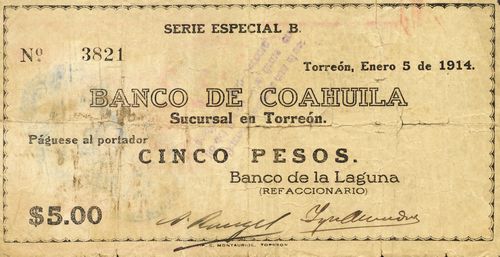 SERIE ESPECIAL B.
Nº 3821
Torreón, Enero 5 de 1914.
BANCO DE COAHUILA
Sucursal en Torreón.
Páguese al portador
CINCO PESOS.
Banco de la Laguna
(REFACCIONARIO)
$5.00
TORREON